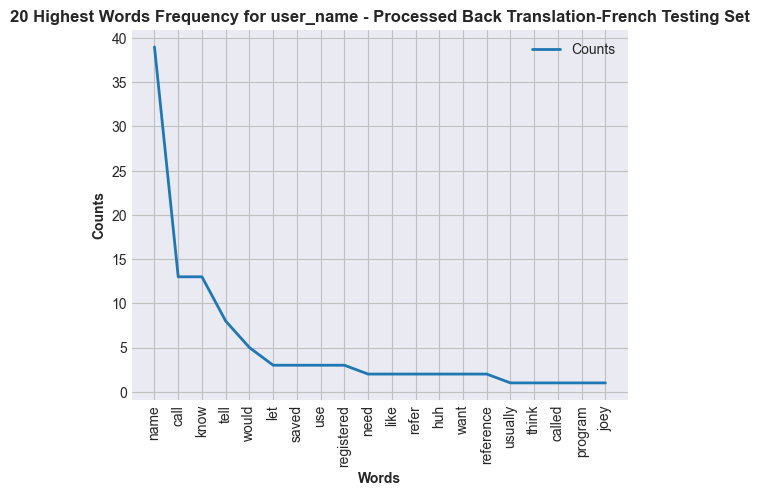 20 Highest Words Frequency for user_name - Processed Back Translation-French Testing Set
Counts
40
35
30
25
20
15
10
5
0
Counts
name
call
know
tell
would
let
saved
use
registered
need
like
refer
huh
want
reference
usually
think
called
program
joey
Words